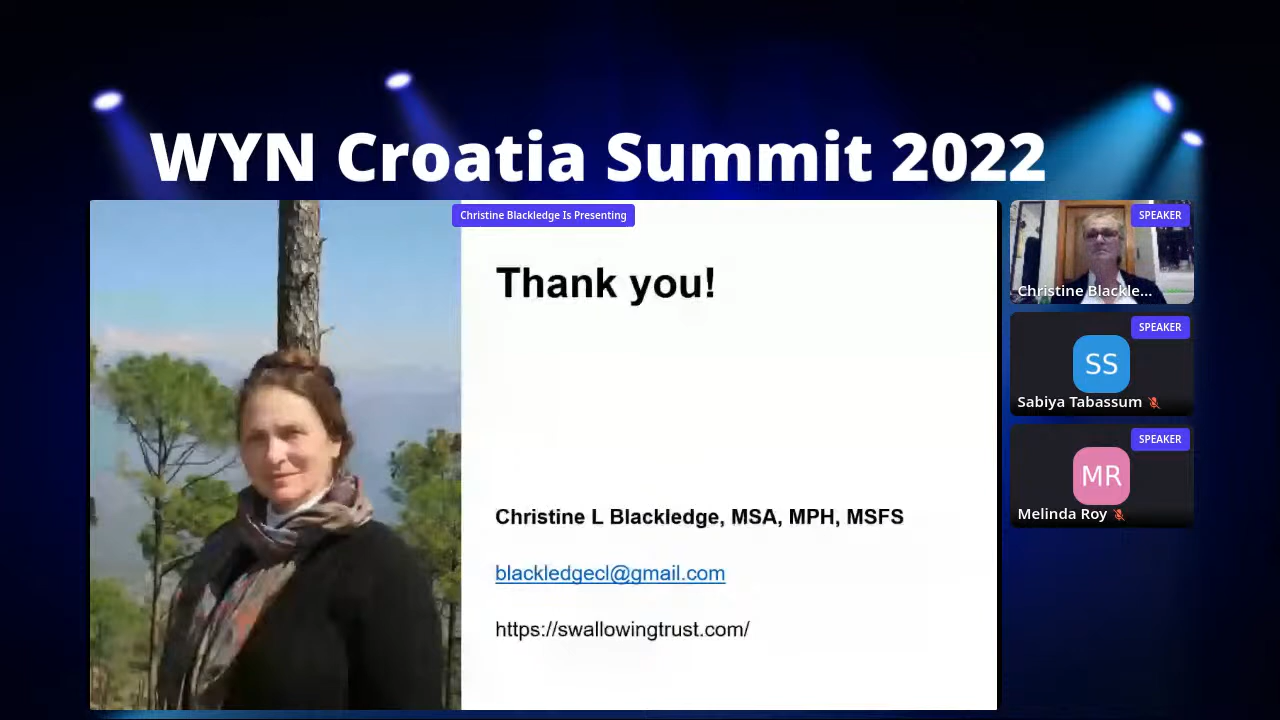 WYN Croatia Summit 2022
Christine Blackledge Is Presenting
SPEAKER
Christine Blackle...
Thank you!
SPEAKER
SS
Sabiya Tabassum
SPEAKER
MR
Melinda Roy
Christine L Blackledge, MSA, MPH, MSFS
blackledgecl@gmail.com
https://swallowingtrust.com/